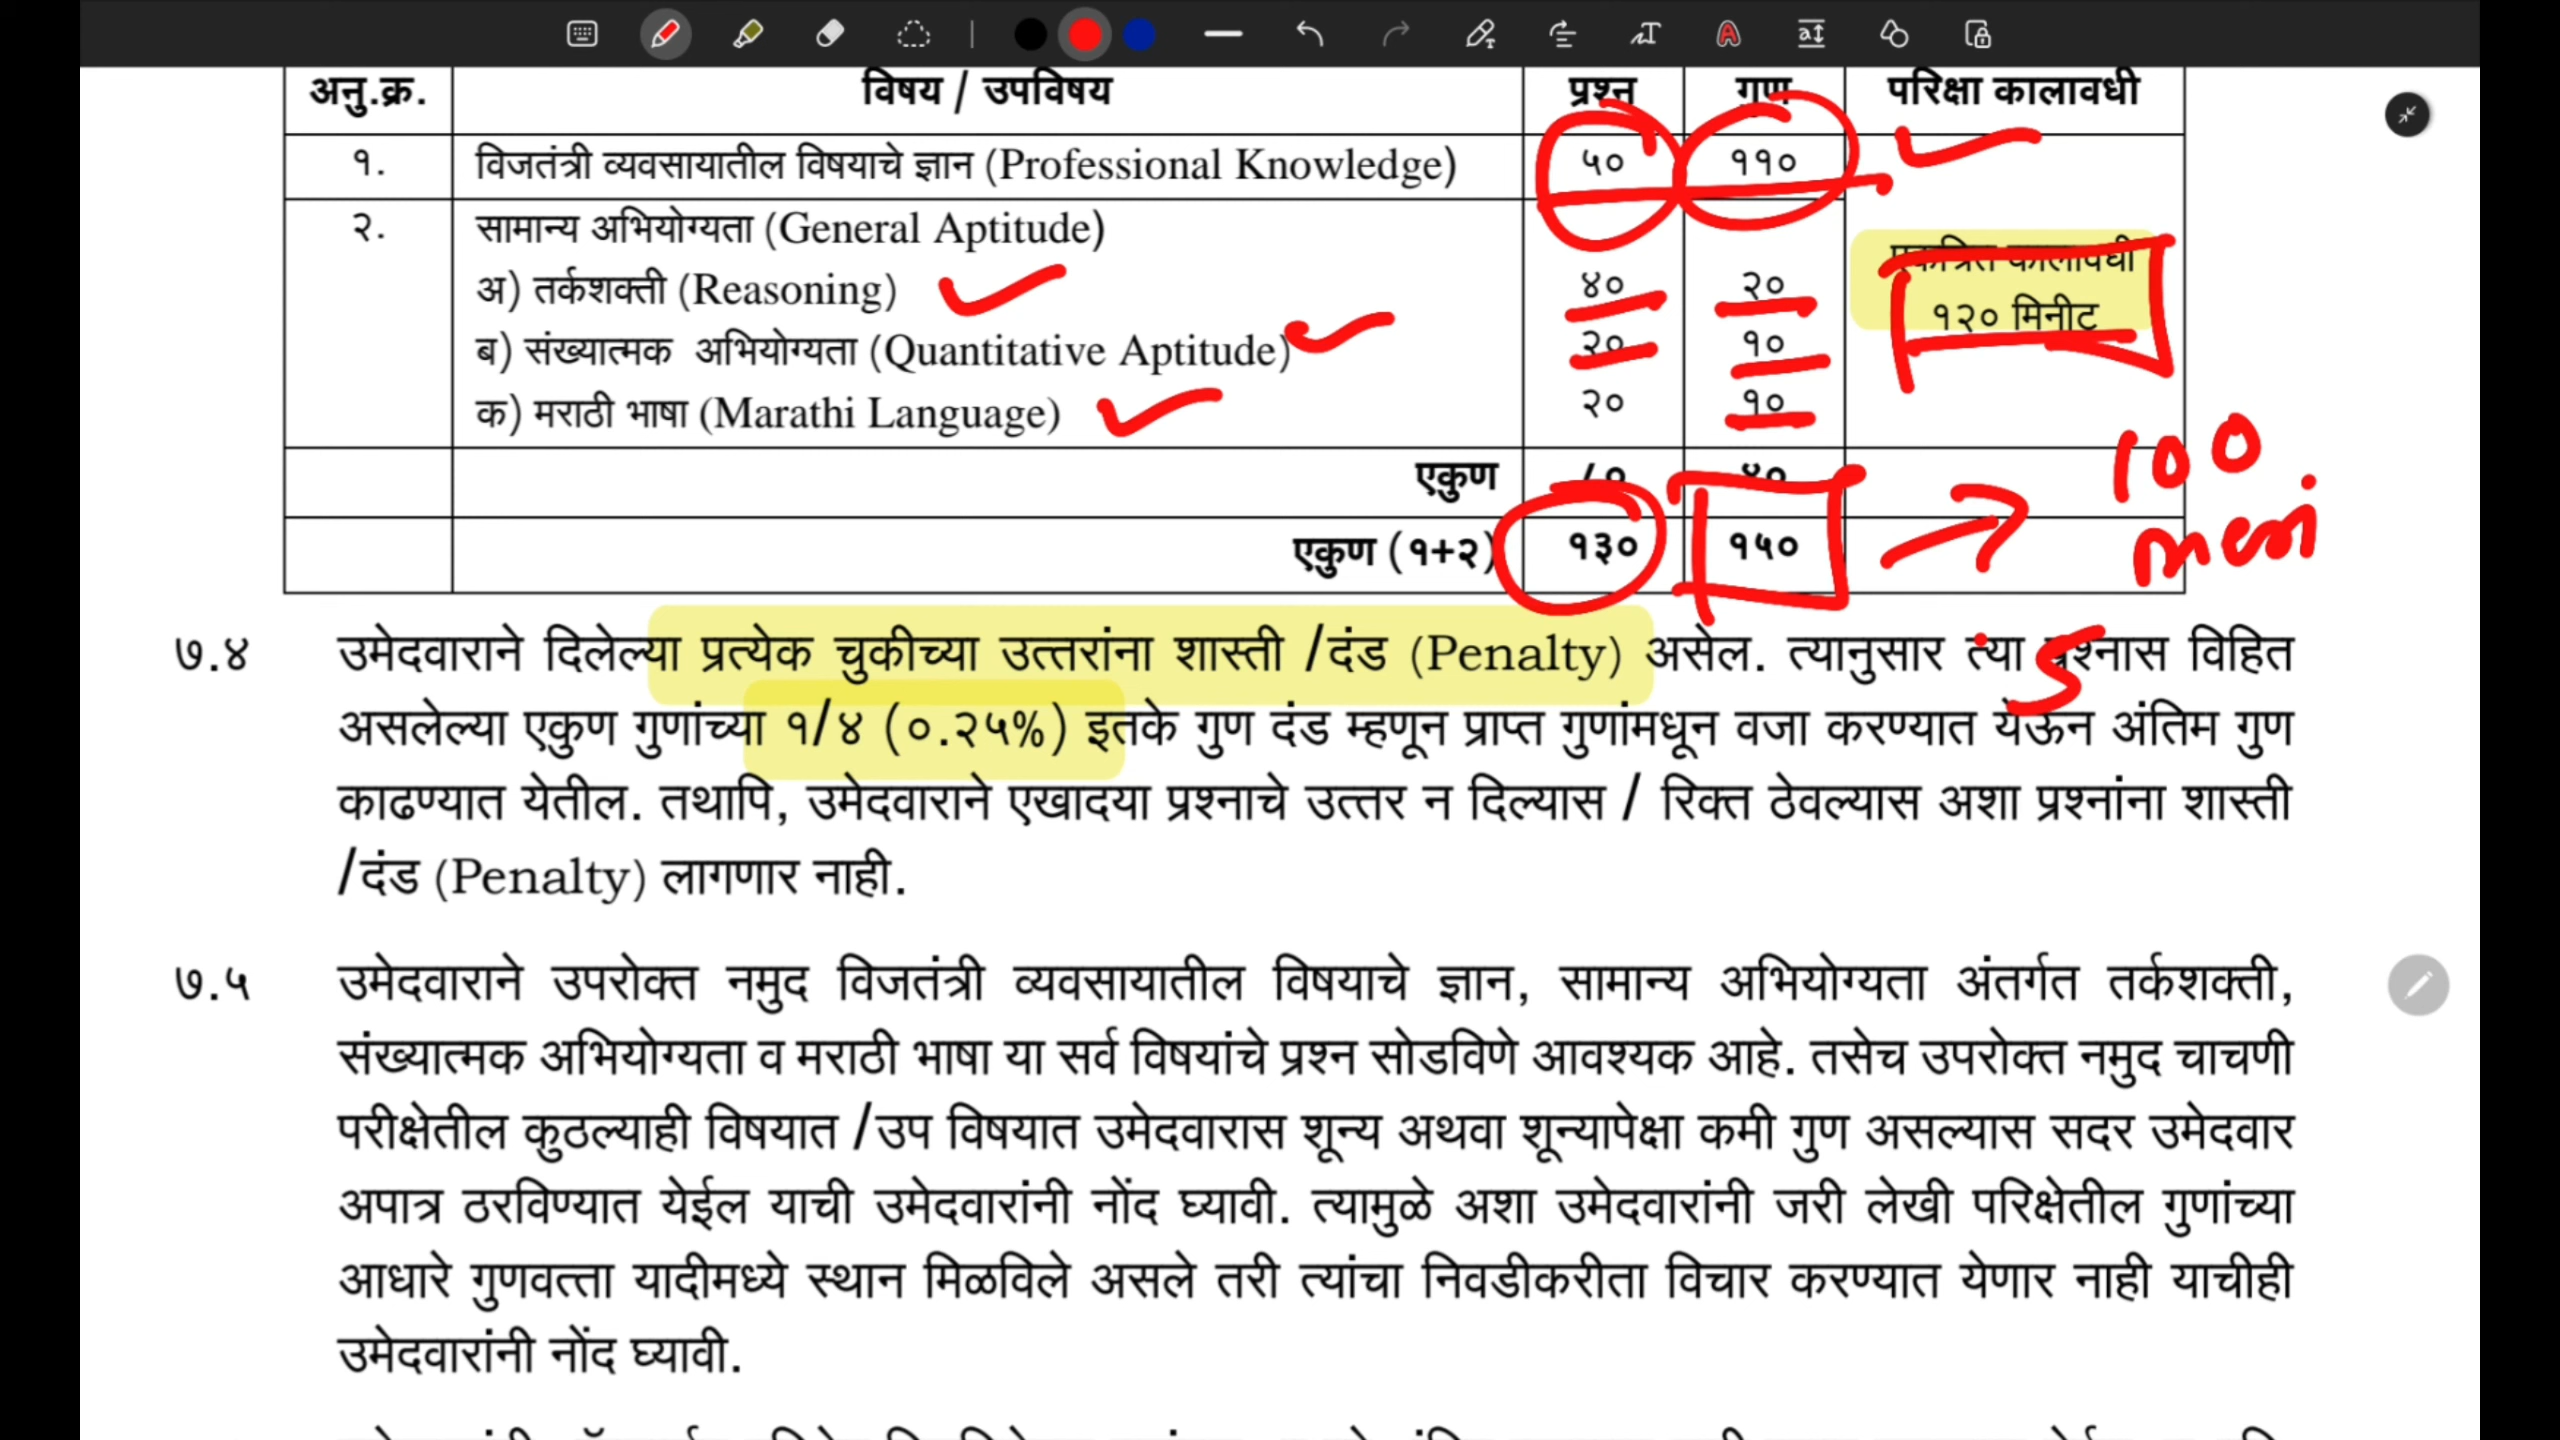 अनु.क्र. विषय / उपविषय प्रश्न गुण परिक्षा कालावधी
१. विजतंत्री व्यवसायातील विषयाचे ज्ञान (Professional Knowledge) ५० ११०
२. सामान्य अभियोग्यता (General Aptitude)
एकत्रित कालावधी
अ) तर्कशक्ती (Reasoning) ४० २०
१२० मिनीट
ब) संख्यात्मक अभियोग्यता (Quantitative Aptitude) २० १०
क) मराठी भाषा (Marathi Language) २० १०
100
एकुण ८० ४०
एकुण (१+२) १३० १५०
७.४ उमेदवाराने दिलेल्या प्रत्येक चुकीच्या उत्तरांना शास्ती /दंड (Penalty) असेल. त्यानुसार त्या प्रश्नास विहित
असलेल्या एकुण गुणांच्या १/४ (०.२५%) इतके गुण दंड म्हणून प्राप्त गुणांमधून वजा करण्यात येऊन अंतिम गुण
काढण्यात येतील. तथापि, उमेदवाराने एखादया प्रश्नाचे उत्तर न दिल्यास / रिक्त ठेवल्यास अशा प्रश्नांना शास्ती
/दंड (Penalty) लागणार नाही.
७.५ उमेदवाराने उपरोक्त नमुद विजतंत्री व्यवसायातील विषयाचे ज्ञान, सामान्य अभियोग्यता अंतर्गत तर्कशक्ती,
संख्यात्मक अभियोग्यता व मराठी भाषा या सर्व विषयांचे प्रश्न सोडविणे आवश्यक आहे. तसेच उपरोक्त नमुद चाचणी
परीक्षेतील कुठल्याही विषयात /उप विषयात उमेदवारास शून्य अथवा शून्यापेक्षा कमी गुण असल्यास सदर उमेदवार
अपात्र ठरविण्यात येईल याची उमेदवारांनी नोंद घ्यावी. त्यामुळे अशा उमेदवारांनी जरी लेखी परिक्षेतील गुणांच्या
आधारे गुणवत्ता यादीमध्ये स्थान मिळविले असले तरी त्यांचा निवडीकरीता विचार करण्यात येणार नाही याचीही
उमेदवारांनी नोंद घ्यावी.